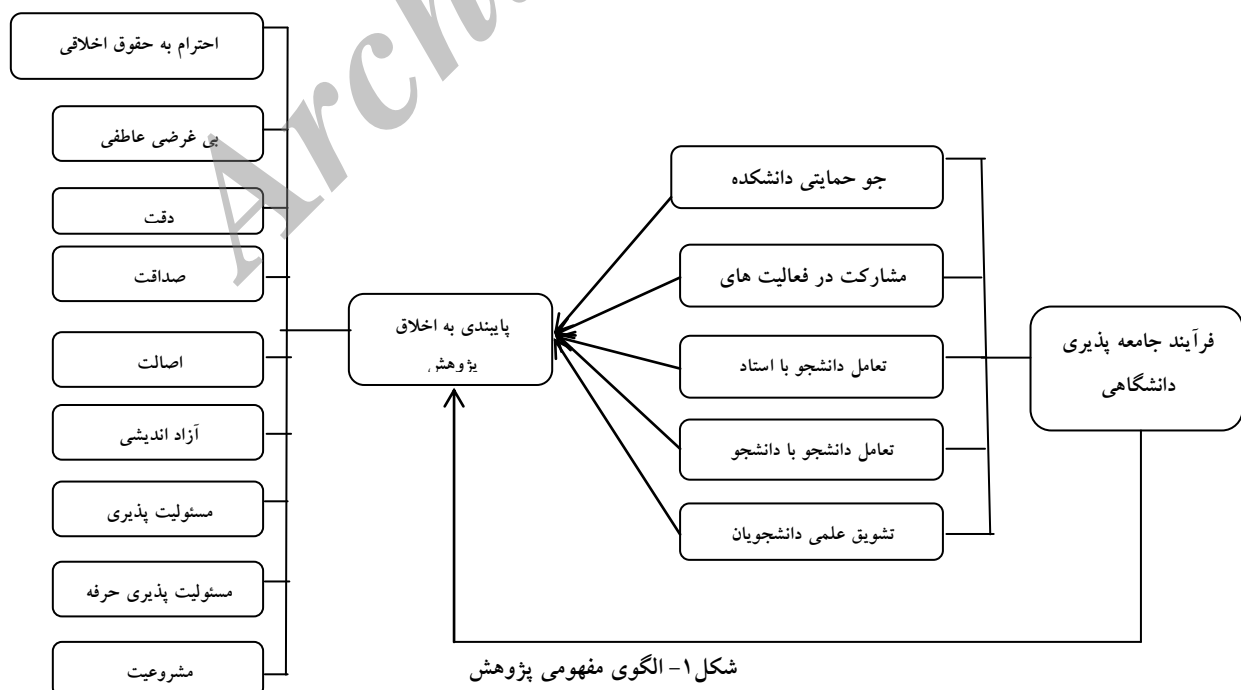 فرآیند جامعه پذیری
دانشگاهی
جو حمایتی دانشکده
مشارکت در فعالیت های
تعامل دانشجو با استاد
تعامل دانشجو با دانشجو
تشویق علمی دانشجویان
پایبندی به اخلاق
پژوهش
احترام به حقوق اخلاقی
بی غرضی عاطفی
دقت
صداقت
اصالت
آزاد اندیشی
مسئولیت پذیری
مسئولیت پذیری حرفه
مشروعیت
شکل۱- الگوی مفهومی پژوهش